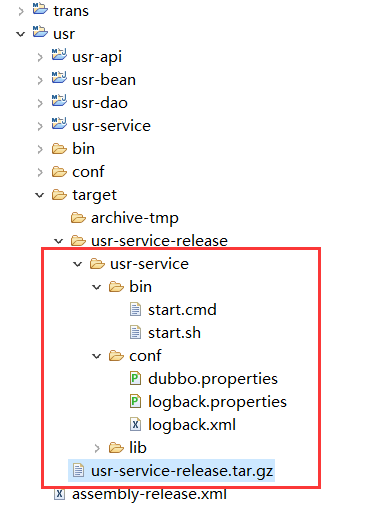 trans
usr
usr-api
usr-bean
usr-dao
usr-service
bin
conf
target
archive-tmp
usr-service-release
usr-service
bin
start.cmd
start.sh
conf
dubbo.properties
logback.properties
logback.xml
lib
usr-service-release.tar.gz
assembly-release.xml